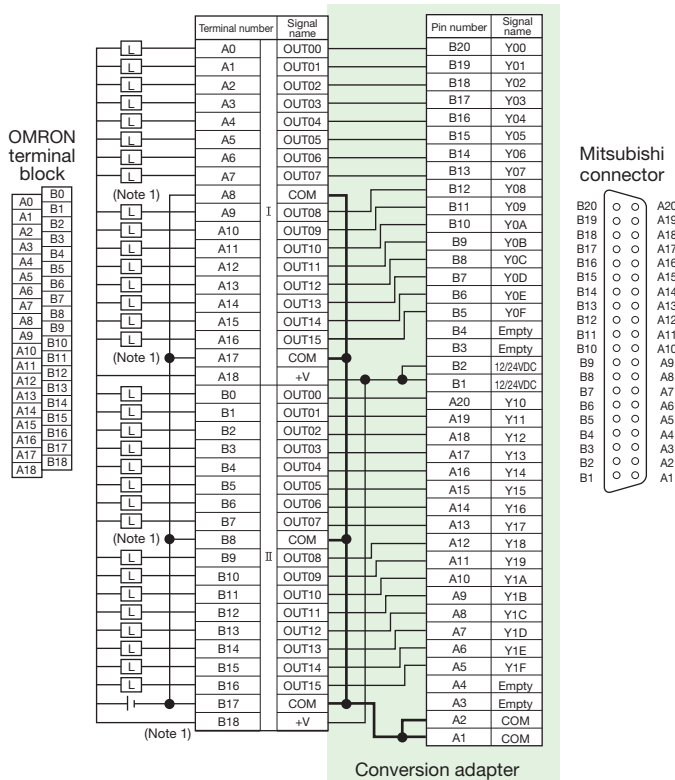 Terminal number Signal name Pin number Signal name
L A0 OUT00 B20 Y00
L A1 OUT01 B19 Y01
L A2 OUT02 B18 Y02
L A3 OUT03 B17 Y03
L A4 OUT04 B16 Y04
L A5 OUT05 B15 Y05
L A6 OUT06 B14 Y06
L A7 OUT07 B13 Y07
(Note 1) A8 COM B12 Y08
L A9 I OUT08 B11 Y09
L A10 OUT09 B10 Y0A
L A11 OUT10 B9 Y0B
L A12 OUT11 B8 Y0C
L A13 OUT12 B7 Y0D
L A14 OUT13 B6 Y0E
L A15 OUT14 B5 Y0F
L A16 OUT15 B4 Empty
(Note 1) A17 COM B3 Empty
A18 +V B2 12/24VDC
L B0 OUT00 B1 12/24VDC
L B1 OUT01 A20 Y10
L B2 OUT02 A19 Y11
L B3 OUT03 A18 Y12
L B4 OUT04 A17 Y13
L B5 OUT05 A16 Y14
L B6 OUT06 A15 Y15
L B7 OUT07 A14 Y16
(Note 1) B8 COM A13 Y17
L B9 II OUT08 A12 Y18
L B10 OUT09 A11 Y19
L B11 OUT10 A10 Y1A
L B12 OUT11 A9 Y1B
L B13 OUT12 A8 Y1C
L B14 OUT13 A7 Y1D
L B15 OUT14 A6 Y1E
L B16 OUT15 A5 Y1F
B17 COM A4 Empty
(Note 1) B18 +V A3 Empty
A2 COM
A1 COM
Conversion adapter
OMRON
terminal
block
A0 B0
A1 B1
A2 B2
A3 B3
A4 B4
A5 B5
A6 B6
A7 B7
A8 B8
A9 B9
A10 B10
A11 B11
A12 B12
A13 B13
A14 B14
A15 B15
A16 B16
A17 B17
A18 B18
Mitsubishi
connector
B20 A20
B19 A19
B18 A18
B17 A17
B16 A16
B15 A15
B14 A14
B13 A13
B12 A12
B11 A11
B10 A10
B9 A9
B8 A8
B7 A7
B6 A6
B5 A5
B4 A4
B3 A3
B2 A2
B1 A1